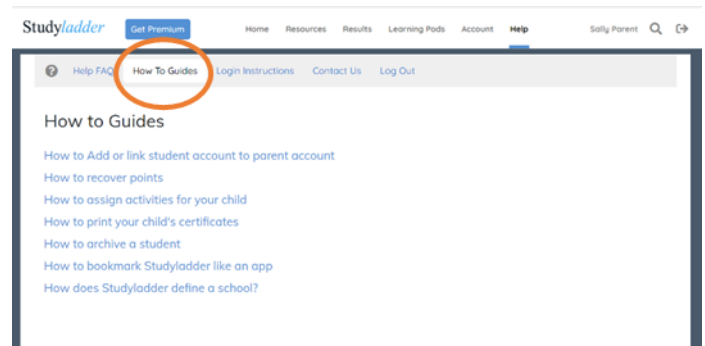 Studyladder Get Premium Home Resources Results Learning Pods Account Help Sally Parent
Help FAQ How To Guides Login Instructions Contact Us Log Out
How to Guides
How to Add or link student account to parent account
How to recover points
How to assign activities for your child
How to print your child's certificates
How to archive a student
How to bookmark Studyladder like an app
How does Studyladder define a school?